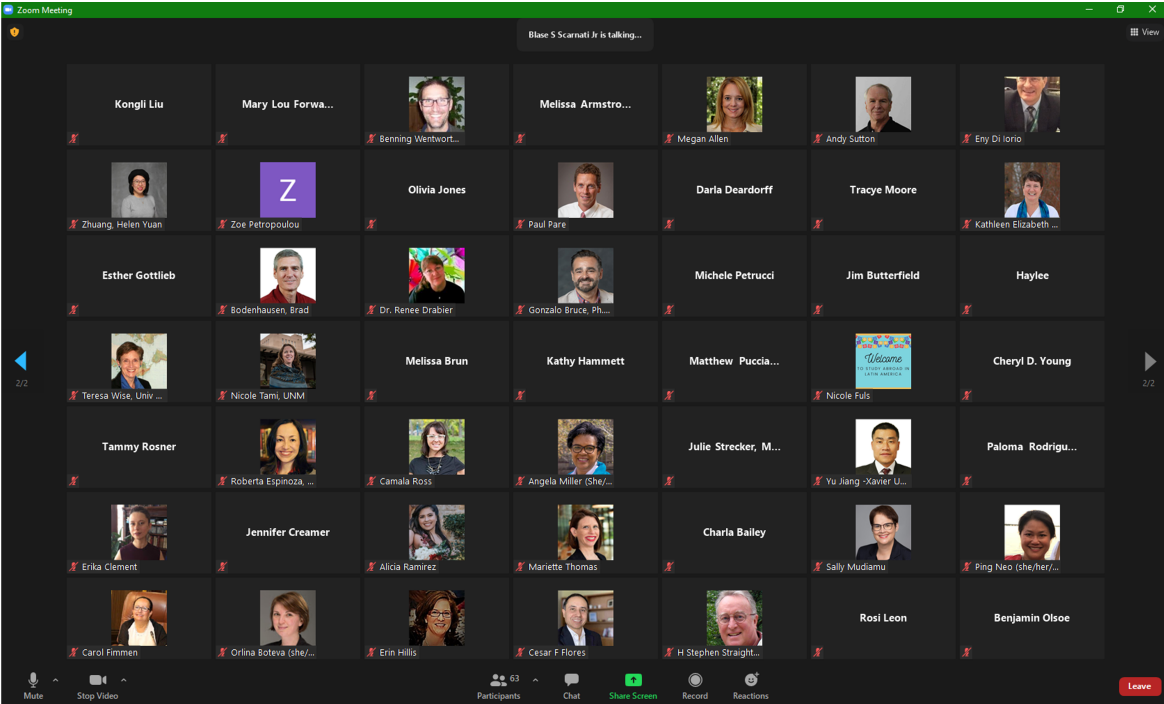 Zoom Meeting
Blase S Scarnati Jr is talking...
View
Kongli Liu
Mary Lou Forwa...
Benning Wentwort...
Melissa Armstro...
Megan Allen
Andy Sutton
Eny Di Iorio
Zhuang, Helen Yuan
Z
Zoe Petropoulou
Olivia Jones
Paul Pare
Darla Deardorff
Tracye Moore
Kathleen Elizabeth ...
Esther Gottlieb
Bodenhausen, Brad
Dr. Renee Drabier
Gonzalo Bruce, Ph....
Michele Petrucci
Jim Butterfield
Haylee
2/2
Teresa Wise, Univ ...
Nicole Tami, UNM
Melissa Brun
Kathy Hammett
Matthew Puccia...
Welcome
TO STUDY ABROAD IN
LATIN AMERICA
Nicole Fuls
Cheryl D. Young
2/2
Tammy Rosner
Roberta Espinoza, ...
Camala Ross
Angela Miller (She/...
Julie Strecker, M...
Yu Jiang -Xavier U...
Paloma Rodrigu...
Erika Clement
Jennifer Creamer
Alicia Ramirez
Mariette Thomas
Charla Bailey
Sally Mudiamu
Ping Neo (she/her/...
Carol Fimmen
Orlina Boteva (she/...
Erin Hillis
Cesar F Flores
H Stephen Straight...
Rosi Leon
Benjamin Olsoe
Mute
Stop Video
63
Participants
Chat
Share Screen
Record
Reactions
Leave